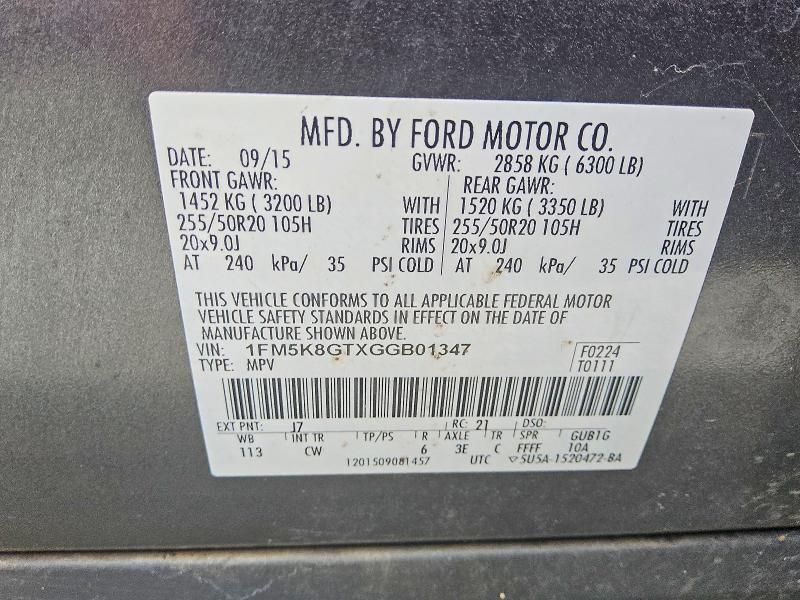 MFD. BY FORD MOTOR CO.
DATE: 09/15 GVWR: 2858 KG ( 6300 LB)
FRONT GAWR: REAR GAWR:
1452 KG ( 3200 LB) WITH 1520 KG ( 3350 LB) WITH
255/50R20 105H TIRES 255/50R20 105H TIRES
20x9.0J RIMS 20x9.0J RIMS
AT 240 kPa/ 35 PSI COLD AT 240 kPa/ 35 PSI COLD
THIS VEHICLE CONFORMS TO ALL APPLICABLE FEDERAL MOTOR
VEHICLE SAFETY STANDARDS IN EFFECT ON THE DATE OF
MANUFACTURE SHOWN ABOVE.
VIN: 1FM5K8GTXGGB01347 F0224
TYPE: MPV T0111
EXT PNT: J7 RC: 21 DSO:
WB INT TR TP/PS R AXLE TR SPR GUB1G
113 CW 6 3E C FFFF 10A
1201509081457 UTC ▽5U5A-1520472-BA